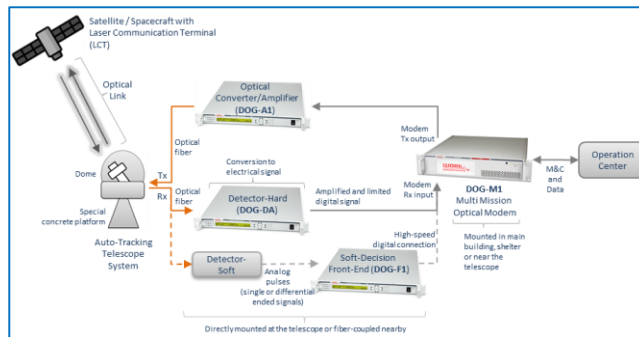 Satellite / Spacecraft with
Laser Communication Terminal
(LCT)
Optical
Link
Optical
Converter/Amplifier
(DOG-A1)
Optical
fiber
Modem
Tx output
Dome
Tx
Rx
Optical
fiber
Conversion to
electrical signal
Detector-Hard
(DOG-DA)
Amplified and limited
digital signal
Modem
Rx input
DOG-M1
Multi Mission
Optical Modem
M&C
and
Data
Operation
Center
Special
concrete platform
Auto-Tracking
Telescope
System
High-speed
digital connection
Mounted in main
building, shelter
or near the
telescope
Detector-
Soft
Analog
pulses
(single or differential
ended signals)
Soft-Decision
Front-End (DOG-F1)
Directly mounted at the telescope or fiber-coupled nearby